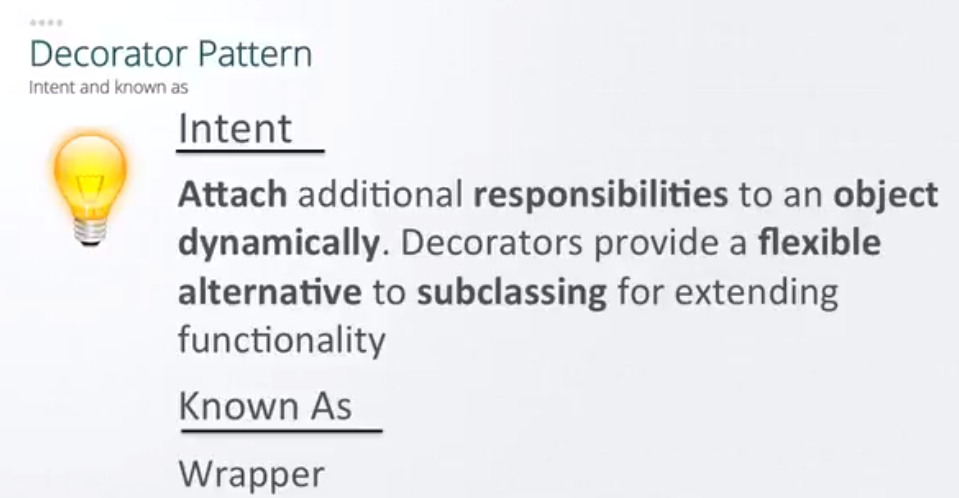 Decorator Pattern
Intent and known as
Intent
Attach additional responsibilities to an object
dynamically. Decorators provide a flexible
alternative to subclassing for extending
functionality
Known As
Wrapper